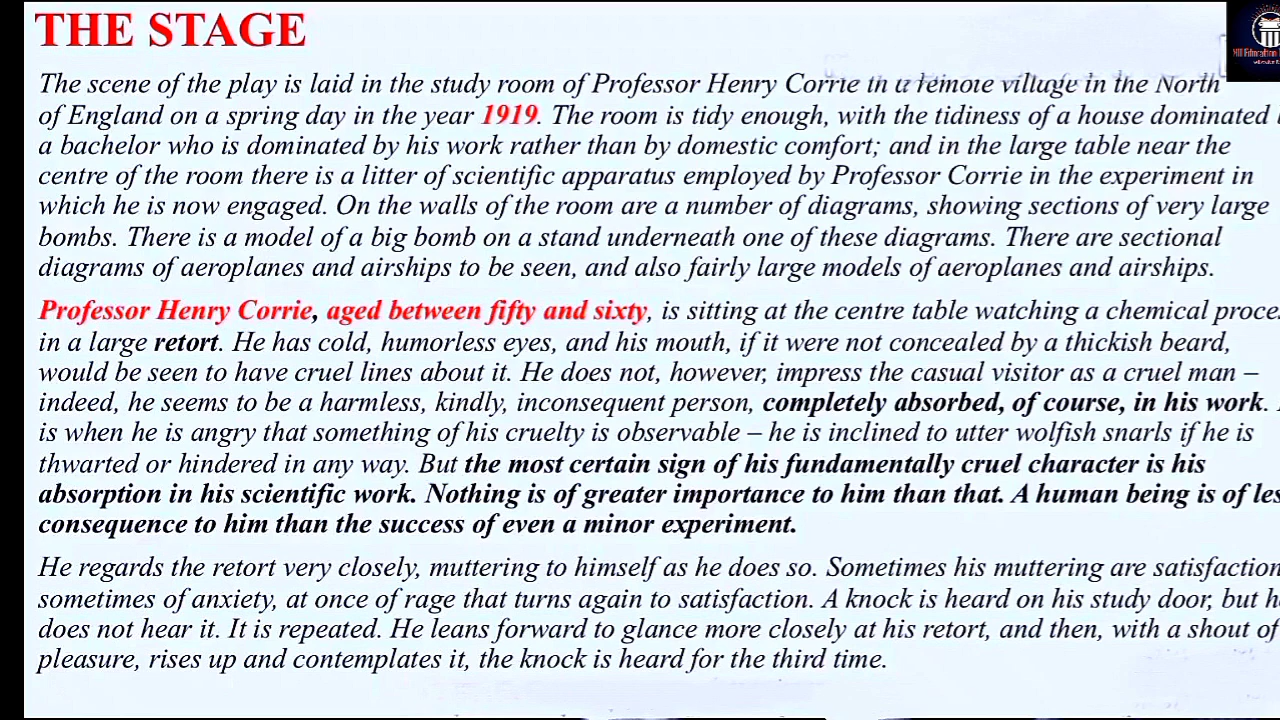 THE STAGE
The scene of the play is laid in the study room of Professor Henry Corrie in a remote village in the North
of England on a spring day in the year 1919. The room is tidy enough, with the tidiness of a house dominated
a bachelor who is dominated by his work rather than by domestic comfort; and in the large table near the
centre of the room there is a litter of scientific apparatus employed by Professor Corrie in the experiment in
which he is now engaged. On the walls of the room are a number of diagrams, showing sections of very large
bombs. There is a model of a big bomb on a stand underneath one of these diagrams. There are sectional
diagrams of aeroplanes and airships to be seen, and also fairly large models of aeroplanes and airships.
Professor Henry Corrie, aged between fifty and sixty, is sitting at the centre table watching a chemical proce
in a large retort. He has cold, humorless eyes, and his mouth, if it were not concealed by a thickish beard,
would be seen to have cruel lines about it. He does not, however, impress the casual visitor as a cruel man –
indeed, he seems to be a harmless, kindly, inconsequent person, completely absorbed, of course, in his work.
is when he is angry that something of his cruelty is observable – he is inclined to utter wolfish snarls if he is
thwarted or hindered in any way. But the most certain sign of his fundamentally cruel character is his
absorption in his scientific work. Nothing is of greater importance to him than that. A human being is of les
consequence to him than the success of even a minor experiment.
He regards the retort very closely, muttering to himself as he does so. Sometimes his muttering are satisfaction
sometimes of anxiety, at once of rage that turns again to satisfaction. A knock is heard on his study door, but h
does not hear it. It is repeated. He leans forward to glance more closely at his retort, and then, with a shout of
pleasure, rises up and contemplates it, the knock is heard for the third time.